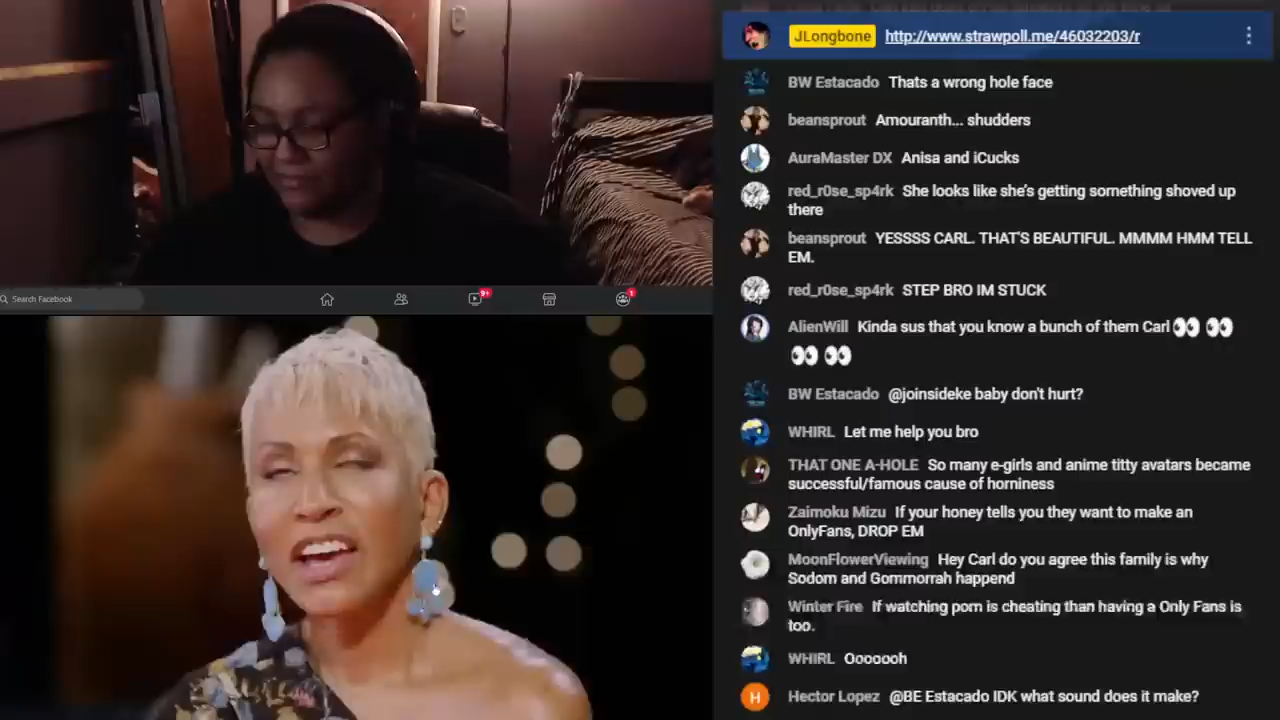 JLongbone http://www.strawpoll.me/46032203/r
BW Estacado Thats a wrong hole face
beansprout Amouranth... shudders
AuraMaster DX Anisa and iCucks
red_r0se_sp4rk She looks like she's getting something shoved up
there
beansprout YESSSS CARL. THAT'S BEAUTIFUL. MMMM HMM TELL
EM.
red_r0se_sp4rk STEP BRO IM STUCK
AlienWill Kinda sus that you know a bunch of them Carl 👀 👀
👀 👀
BW Estacado @joinsideke baby don't hurt?
WHIRL Let me help you bro
THAT ONE A-HOLE So many e-girls and anime titty avatars became
successful/famous cause of horniness
Zaimoku Mizu If your honey tells you they want to make an
OnlyFans, DROP EM
MoonFlowerViewing Hey Carl do you agree this family is why
Sodom and Gommorrah happend
Winter Fire If watching porn is cheating than having a Only Fans is
too.
WHIRL Ooooooh
H Hector Lopez @BE Estacado IDK what sound does it make?
Search Facebook
9+
1